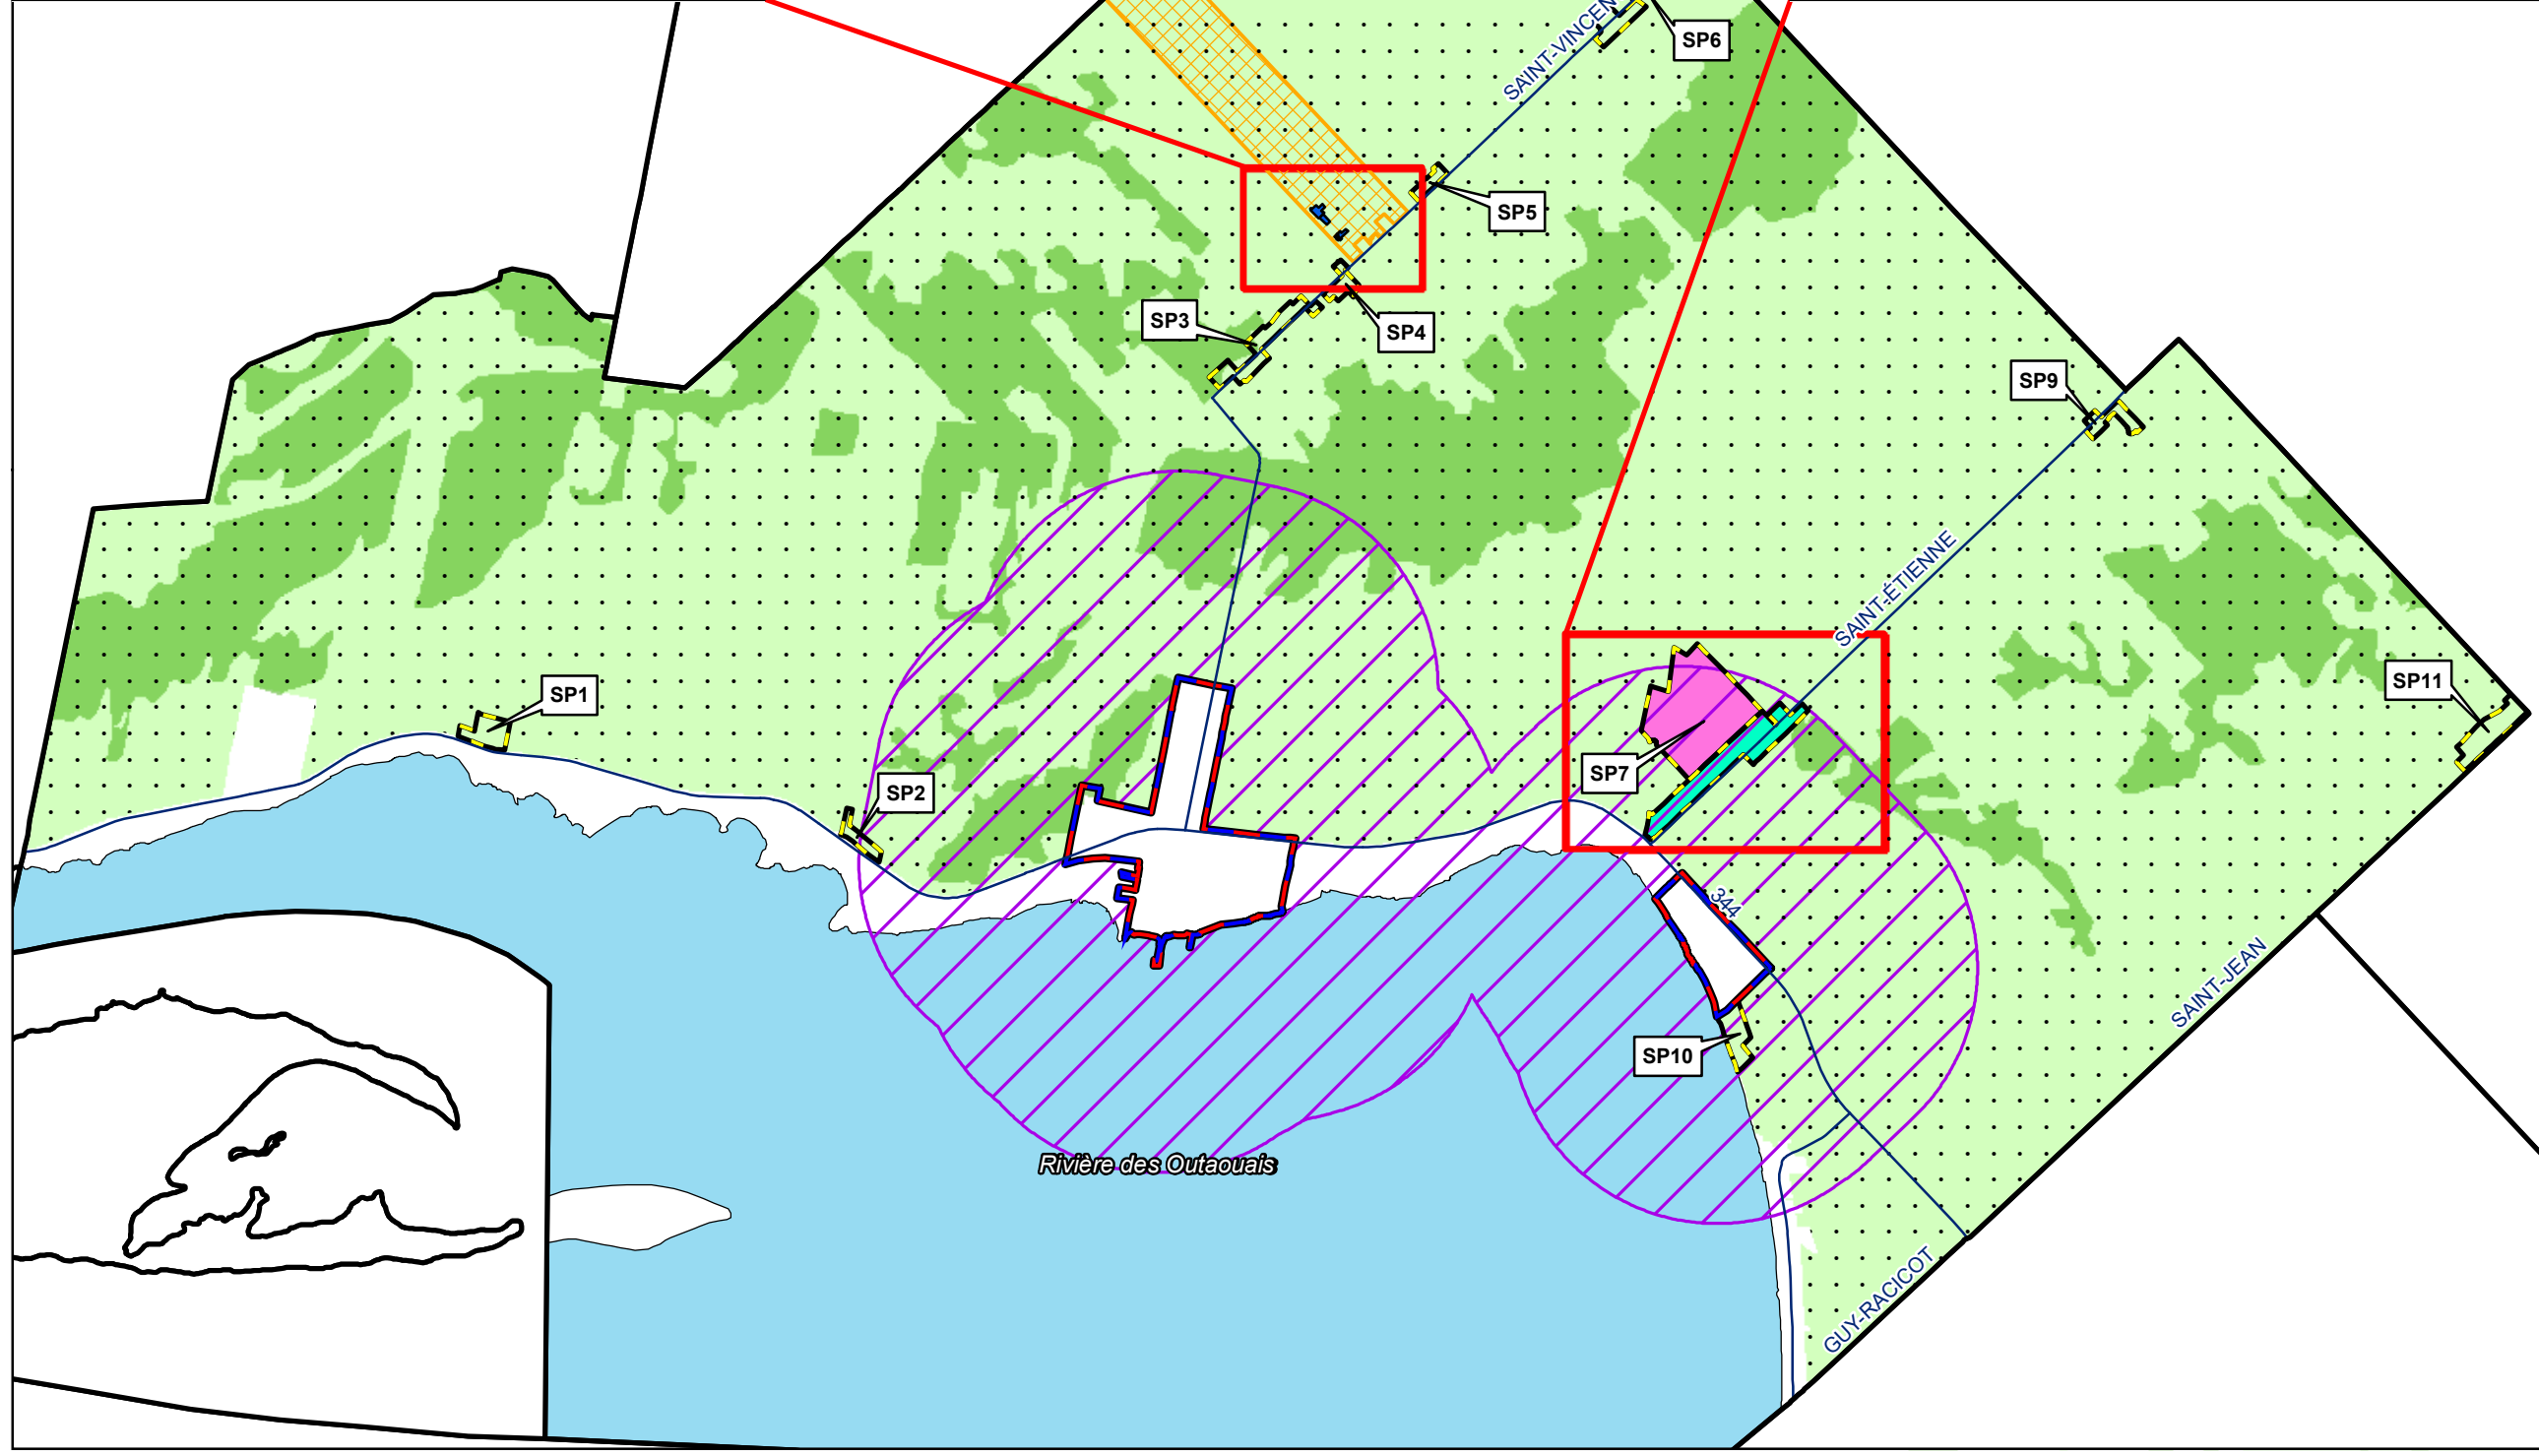 SAINT-VINCEN
SP6
SP5
SP3
SP4
SP9
SAINT-ÉTIENNE
SP11
SP1
SP7
SP2
344
SAINT-JEAN
SP10
Rivière des Outaouais
GUY-RACICOT